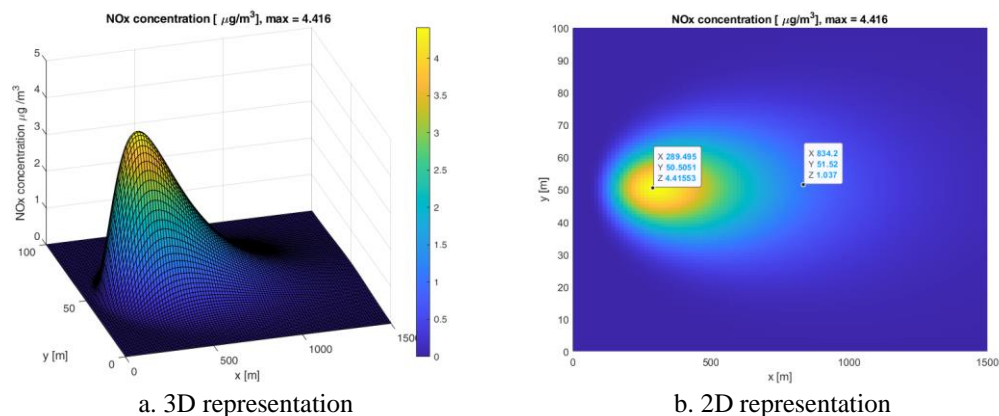 NOx concentration [ μg/m³], max = 4.416
NOx concentration μg /m³
5
4
3
2
1
0
100
50
0
y [m]
0
500
1000
1500
x [m]
4
3.5
3
2.5
2
1.5
1
0.5
0
a. 3D representation
NOx concentration [ μg/m³], max = 4.416
y [m]
100
90
80
70
60
50
40
30
20
10
0
X 289.495
Y 50.5051
Z 4.41553
X 834.2
Y 51.52
Z 1.037
0
500
1000
1500
x [m]
b. 2D representation